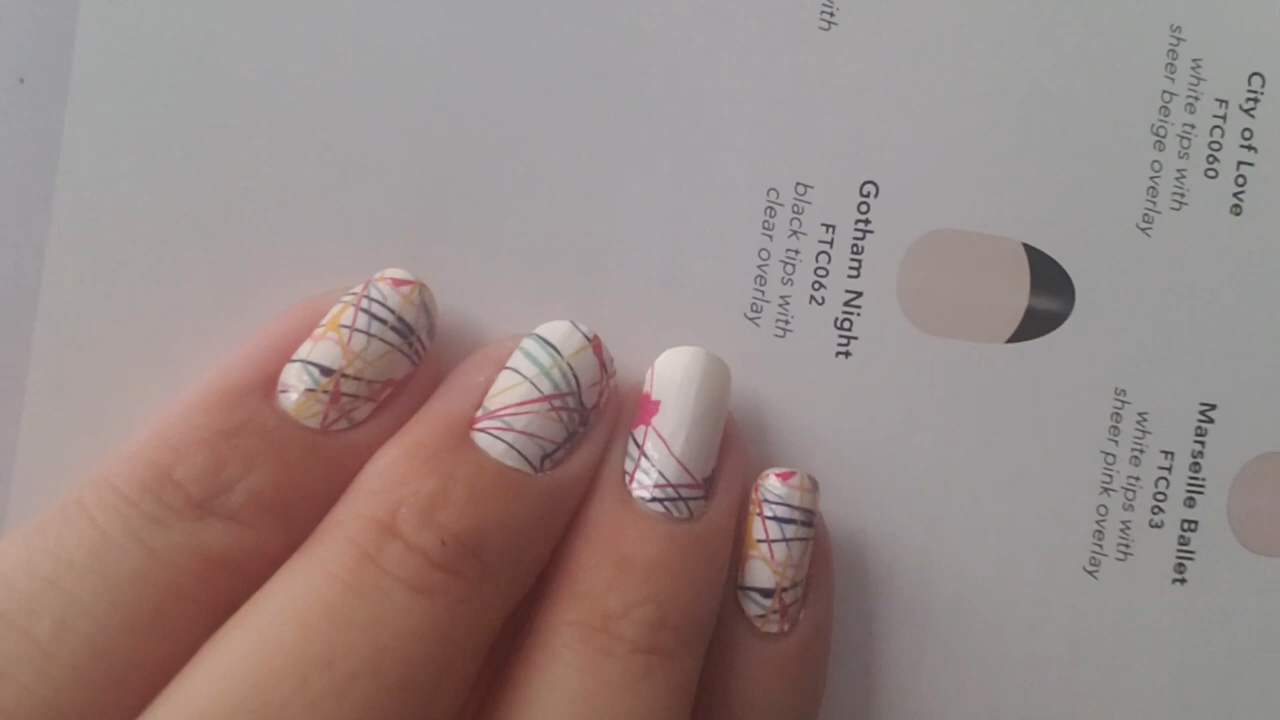 City of Love
FTC060
white tips with
sheer beige overlay
Gotham Night
FTC062
black tips with
clear overlay
Marseille Ballet
FTC063
white tips with
sheer pink overlay